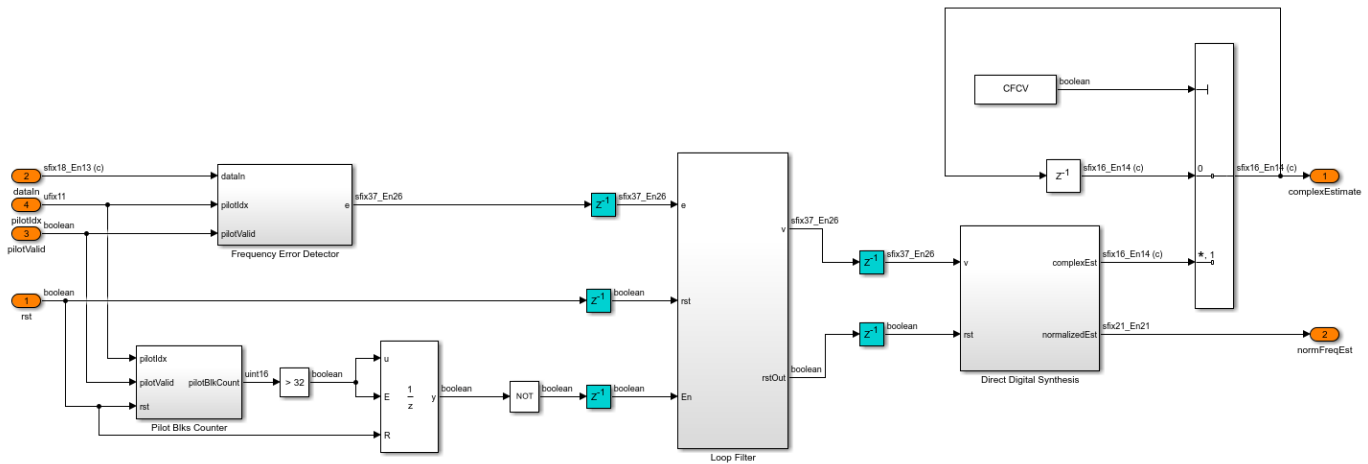 CFCV
boolean
sfix18_En13 (c)
2
dataIn
dataIn
ufix11
4
pilotIdx
pilotIdx
boolean
3
pilotValid
pilotValid
e
sfix37_En26
Frequency Error Detector
Z-1
sfix37_En26
e
Z-1
sfix16_En14 (c)
0
sfix16_En14 (c)
1
complexEstimate
v
sfix37_En26
Z-1
sfix37_En26
v
complexEst
sfix16_En14 (c)
*, 1
boolean
1
rst
Z-1
boolean
rst
Z-1
boolean
rst
normalizedEst
sfix21_En21
2
normFreqEst
Direct Digital Synthesis
pilotIdx
pilotValid
pilotBlkCount
rst
uint16
> 32
boolean
Pilot Blks Counter
u
E
R
1
z
y
boolean
NOT
boolean
Z-1
boolean
En
rstOut
boolean
Loop Filter